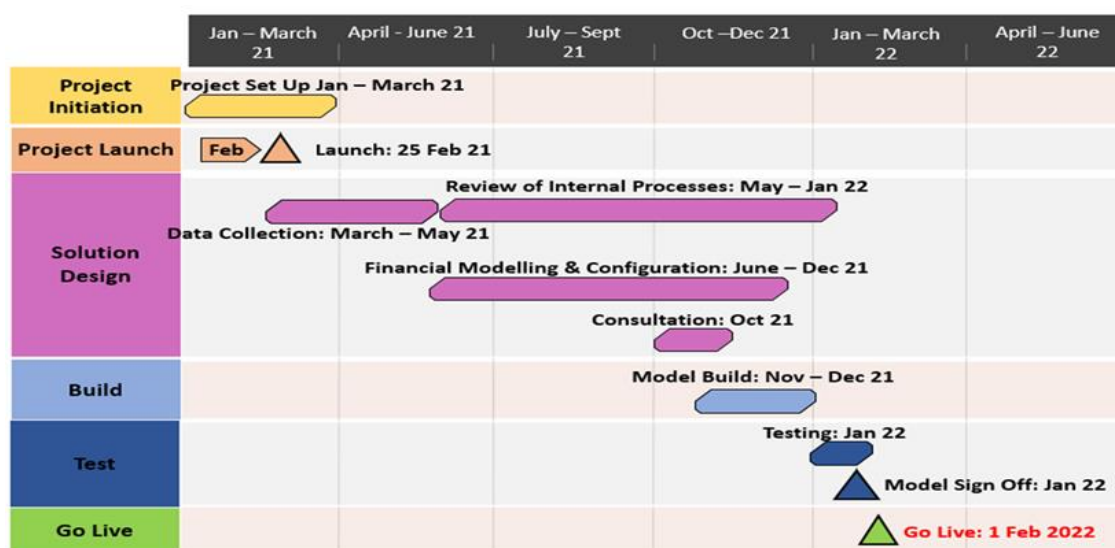 Jan – March
21
April - June 21
July – Sept
21
Oct –Dec 21
Jan – March
22
April – June
22
Project
Initiation
Project Set Up Jan – March 21
Project Launch
Feb
Launch: 25 Feb 21
Solution
Design
Review of Internal Processes: May – Jan 22
Data Collection: March – May 21
Financial Modelling & Configuration: June – Dec 21
Consultation: Oct 21
Build
Model Build: Nov – Dec 21
Test
Testing: Jan 22
Model Sign Off: Jan 22
Go Live
Go Live: 1 Feb 2022